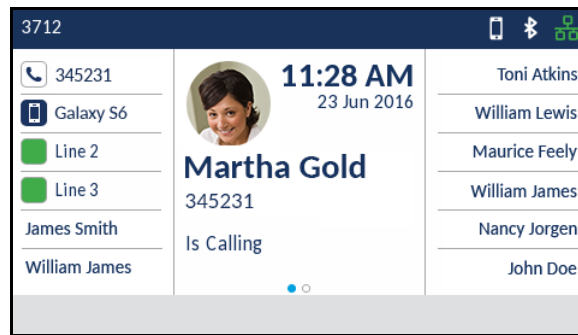 3712
345231
Galaxy S6
Line 2
Line 3
James Smith
William James
11:28 AM
23 Jun 2016
Martha Gold
345231
Is Calling
Toni Atkins
William Lewis
Maurice Feely
William James
Nancy Jorgen
John Doe